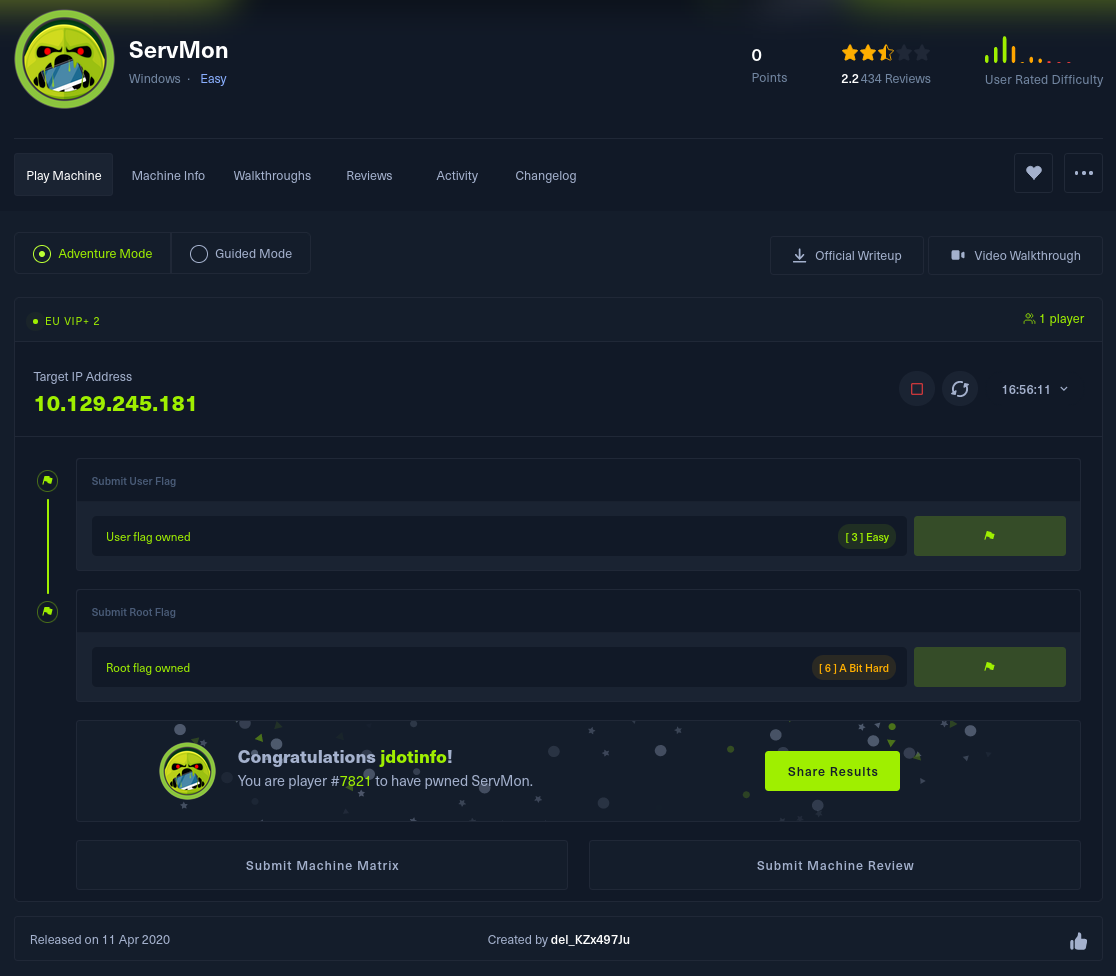 ServMon
Windows · Easy
0
Points
2.2 434 Reviews
User Rated Difficulty
Play Machine
Machine Info
Walkthroughs
Reviews
Activity
Changelog
Adventure Mode
Guided Mode
Official Writeup
Video Walkthrough
EU VIP+ 2
1 player
Target IP Address
10.129.245.181
16:56:11
Submit User Flag
User flag owned
[ 3 ] Easy
Submit Root Flag
Root flag owned
[ 6 ] A Bit Hard
Congratulations jdotinfo!
You are player #7821 to have pwned ServMon.
Share Results
Submit Machine Matrix
Submit Machine Review
Released on 11 Apr 2020
Created by del_KZx497Ju